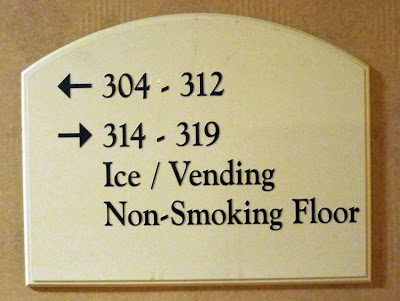 ← 304 - 312
→ 314 - 319
Ice / Vending
Non-Smoking Floor